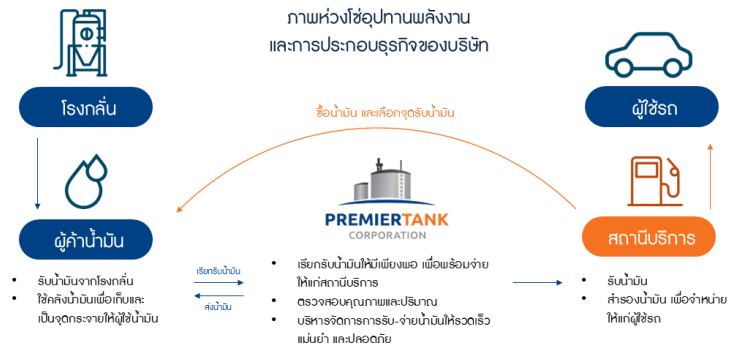 ภาพห่วงโซ่อุปทานพลังงาน
และการประกอบธุรกิจของบริษัท
โรงกลั่น
ผู้ใช้รถ
ซื้อน้ำมัน และเลือกจุดรับน้ำมัน
PREMIERTANK
CORPORATION
ผู้ค้าน้ำมัน
สถานีบริการ
• รับน้ำมันจากโรงกลั่น
• ใช้คลังน้ำมันเพื่อเก็บและ
เป็นจุดกระจายให้ผู้ใช้น้ำมัน
เรียกรับน้ำมัน
ส่งน้ำมัน
• เรียกรับน้ำมันให้มีเพียงพอ เพื่อพร้อมจ่าย
ให้แก่สถานีบริการ
• ตรวจสอบคุณภาพและปริมาณ
• บริหารจัดการการรับ-จ่ายน้ำมันให้รวดเร็ว
แม่นยำ และปลอดภัย
• รับน้ำมัน
• สำรองน้ำมัน เพื่อจำหน่าย
ให้แก่ผู้ใช้รถ